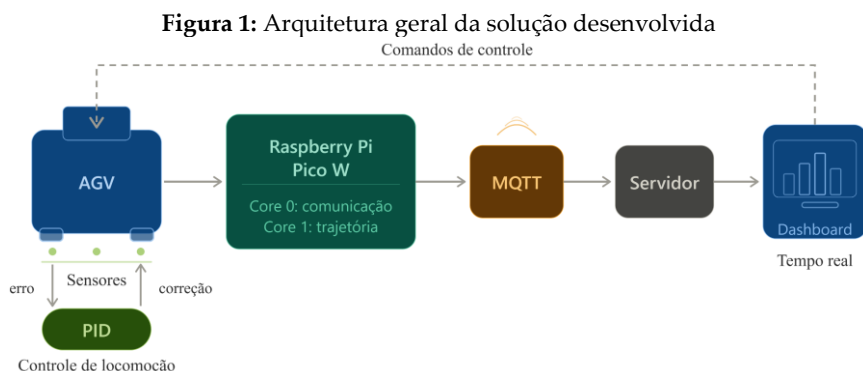 Figura 1: Arquitetura geral da solução desenvolvida
Comandos de controle
AGV
Raspberry Pi
Pico W
Core 0: comunicação
Core 1: trajetória
MQTT
Servidor
Dashboard
Tempo real
Sensores
erro
correção
PID
Controle de locomoção